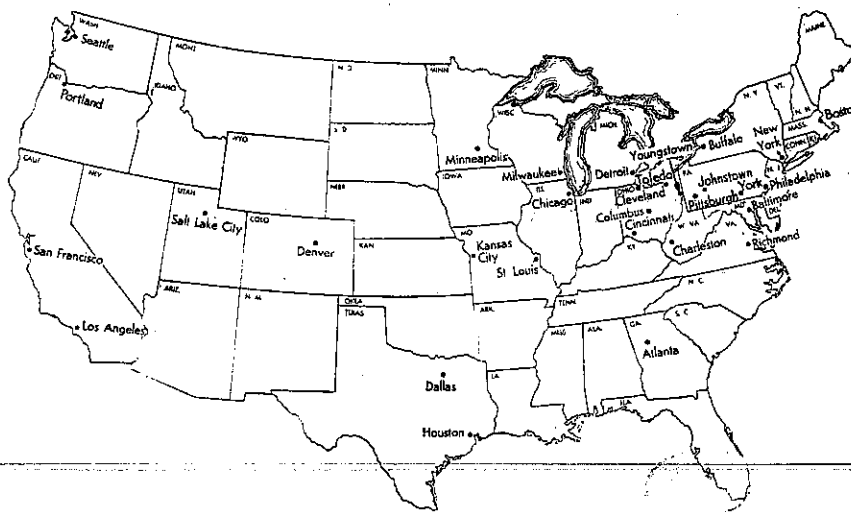 WASH
Seattle
MONT
N D
MINN
MAINE
ORE
IDAHO
Portland
WISC
MICH
N.Y
VT.
N.H.
Boston
MASS.
S D
WYO
Minneapolis
Youngstown
Buffalo
New
York
CONN
R.I.
CALIF
NEV
UTAH
NEBR
IOWA
Milwaukee
Detroit
Toledo
PA
N.J.
Johnstown
York
Philadelphia
Chicago
ILL
IND
OHIO
Cleveland
Pittsburgh
MD
Baltimore
DEL
Salt Lake City
COLO
Columbus
Cincinnati
W VA
VA.
San Francisco
Denver
KAN
MO
Kansas
City
St Louis
KY
Charleston
Richmond
ARIZ.
N. M.
OKLA
TEXAS
ARK.
TENN.
N.C.
S.C.
Los Angeles
MISS
ALA.
GA.
Atlanta
Dallas
LA.
FLA.
Houston